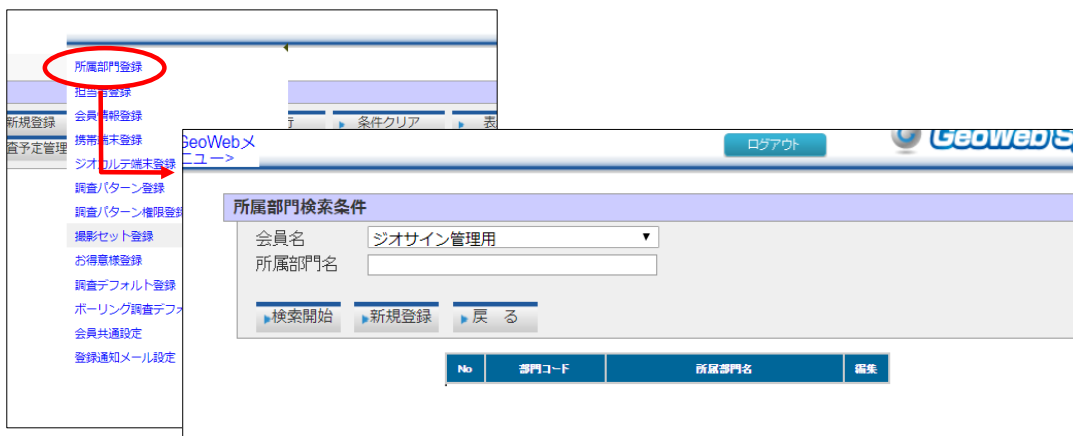 所属部門登録
担当者登録
会員情報登録
新規登録
行
条件クリア
表
査予定管理
携帯端末登録
ジオカルテ端末登録
調査パターン登録
調査パターン権限登録
撮影セット登録
お得意様登録
調査デフォルト登録
ボーリング調査デフォ
会員共通設定
登録通知メール設定
GeoWebメ
ニュー>
ログアウト
GeoWeb S
所属部門検索条件
会員名 ジオサイン管理用
所属部門名
検索開始 新規登録 戻 る
No 部門コード 所属部門名 編集